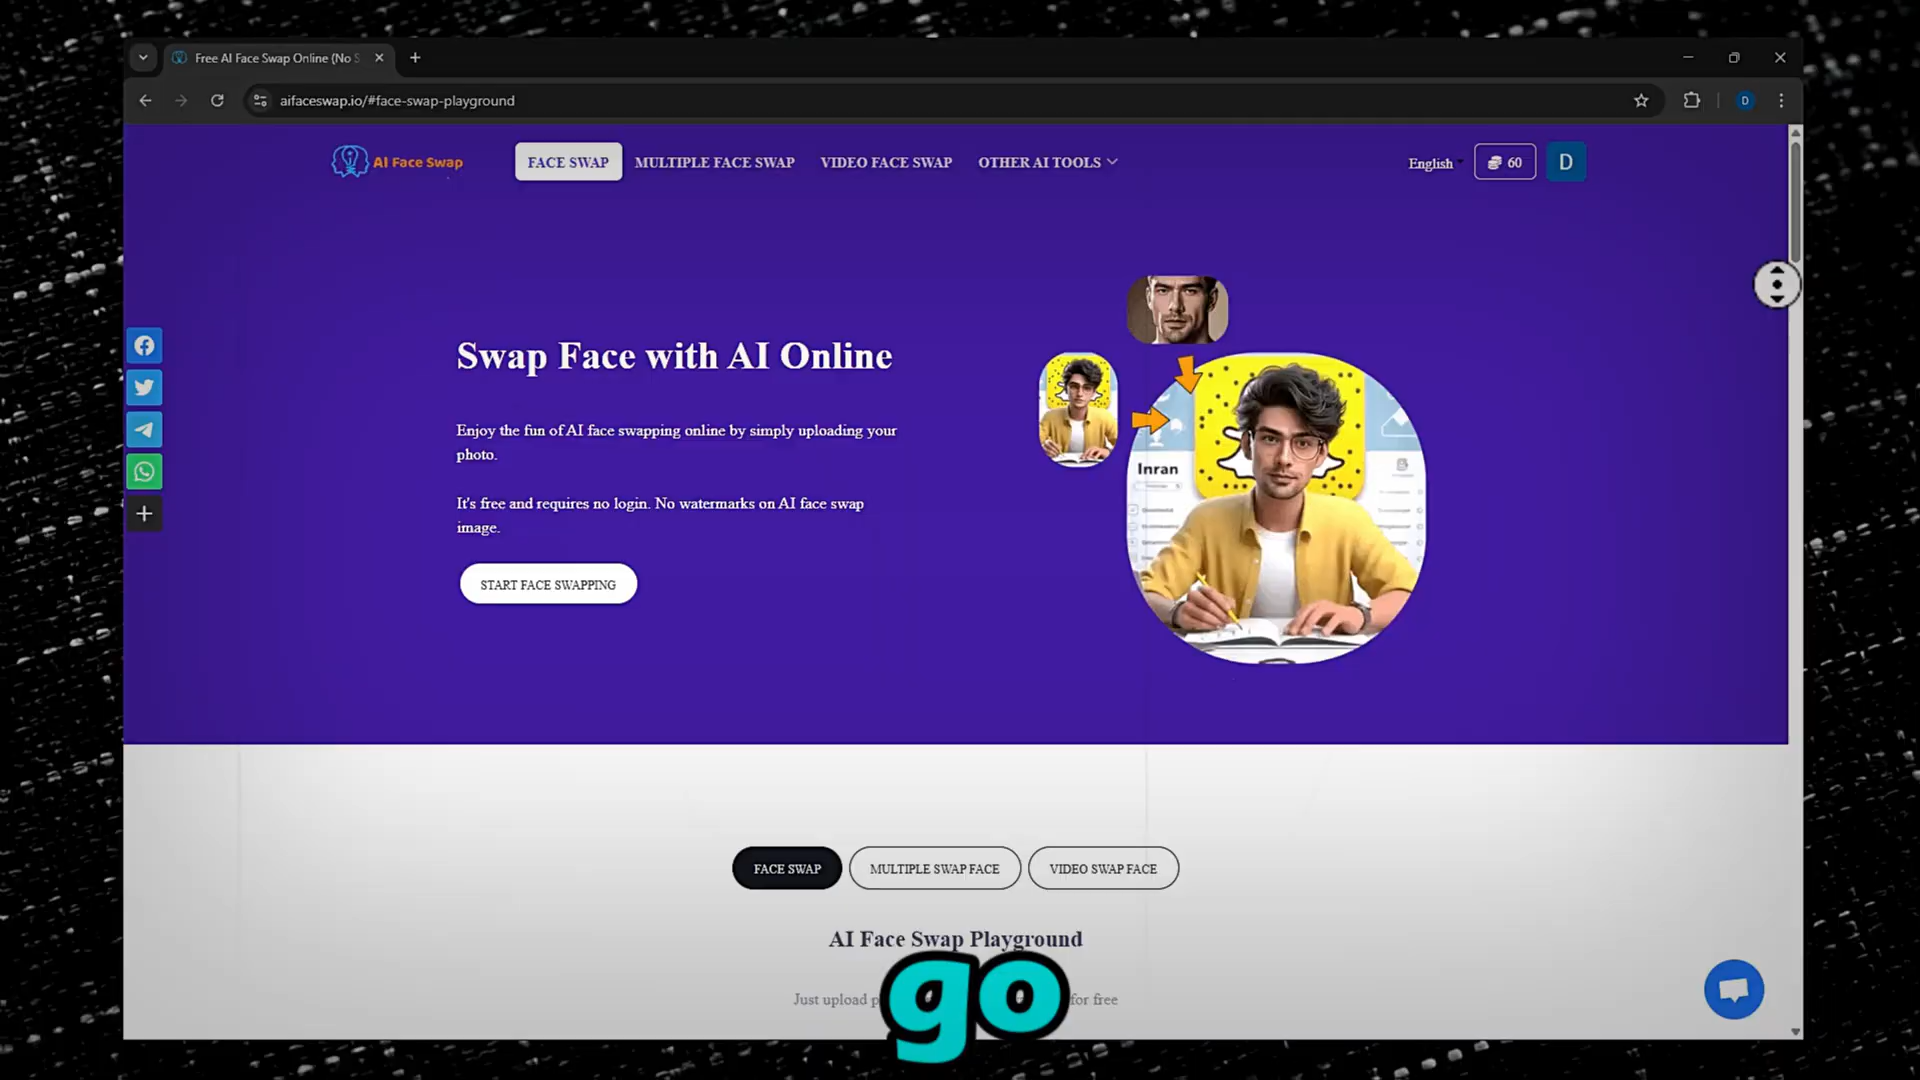 Free AI Face Swap Online (No S
aifaceswap.io/#face-swap-playground
D
AI Face Swap
FACE SWAP
MULTIPLE FACE SWAP
VIDEO FACE SWAP
OTHER AI TOOLS
English
60
D
Swap Face with AI Online
Enjoy the fun of AI face swapping online by simply uploading your
photo.
It's free and requires no login. No watermarks on AI face swap
image.
START FACE SWAPPING
Inran
FACE SWAP
MULTIPLE SWAP FACE
VIDEO SWAP FACE
AI Face Swap Playground
Just upload for free
go